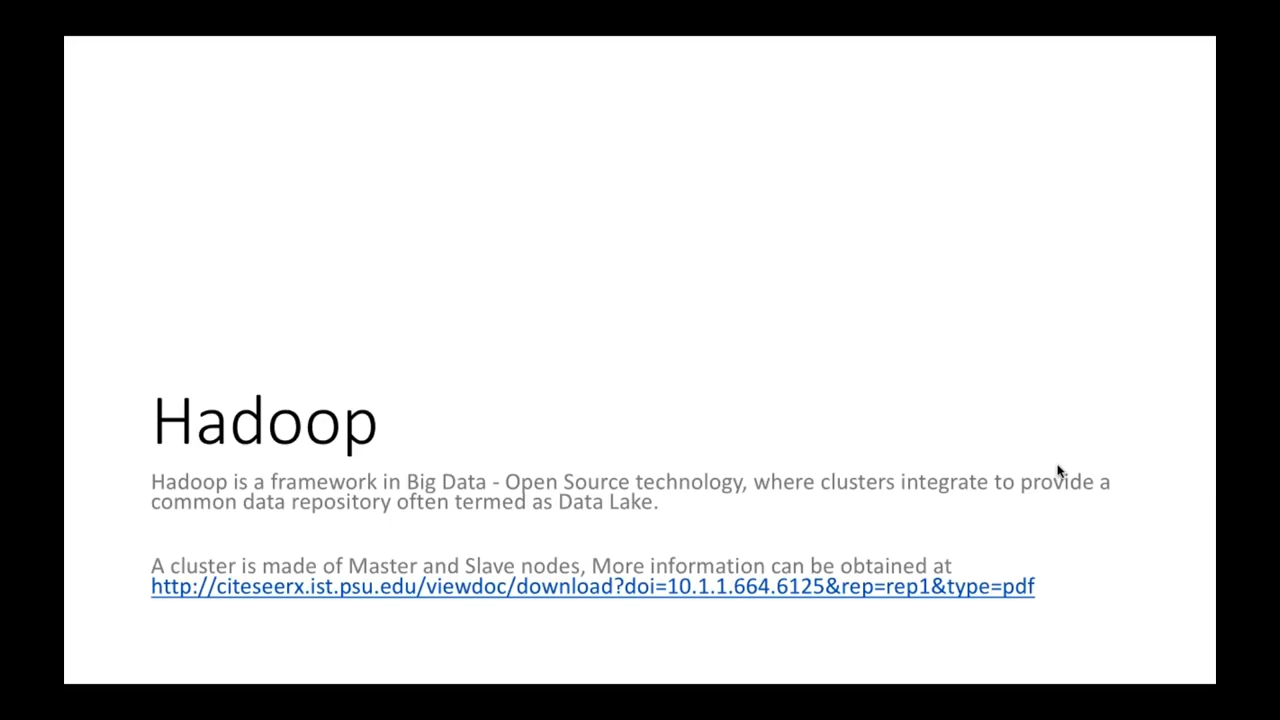 Hadoop
Hadoop is a framework in Big Data - Open Source technology, where clusters integrate to provide a
common data repository often termed as Data Lake.
A cluster is made of Master and Slave nodes, More information can be obtained at
http://citeseerx.ist.psu.edu/viewdoc/download?doi=10.1.1.664.6125&rep=rep1&type=pdf